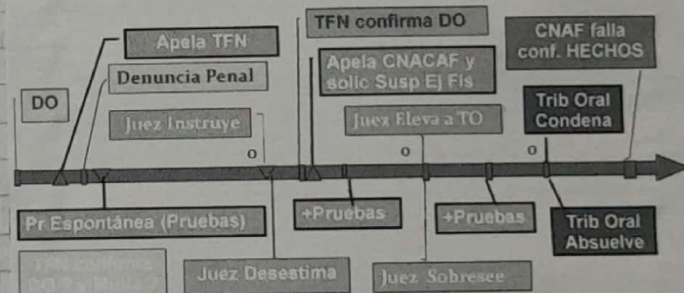 DO
Apela TFN
Denuncia Penal
Juez Instruye
o
TFN confirma DO
Apela CNACAF y
solic Susp Ej Fis
Juez Eleva a TO
o
CNAF falla
conf. HECHOS
Trib Oral
Condena
o
Pr Espontánea (Pruebas)
+Pruebas
+Pruebas
Trib Oral
Absuelve
TFN confirma
Juez Desestima
Juez Sobresee